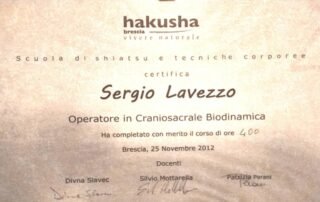 hakusha
brescia
vivere naturale
Scuola di shiatsu e tecniche corporee
certifica
Sergio Lavezzo
Operatore in Craniosacrale Biodinamica
Ha completato con merito il corso di ore 400
Brescia, 25 Novembre 2012
Docenti
Divna Slavec Silvio Mottarella Patrizia Parani